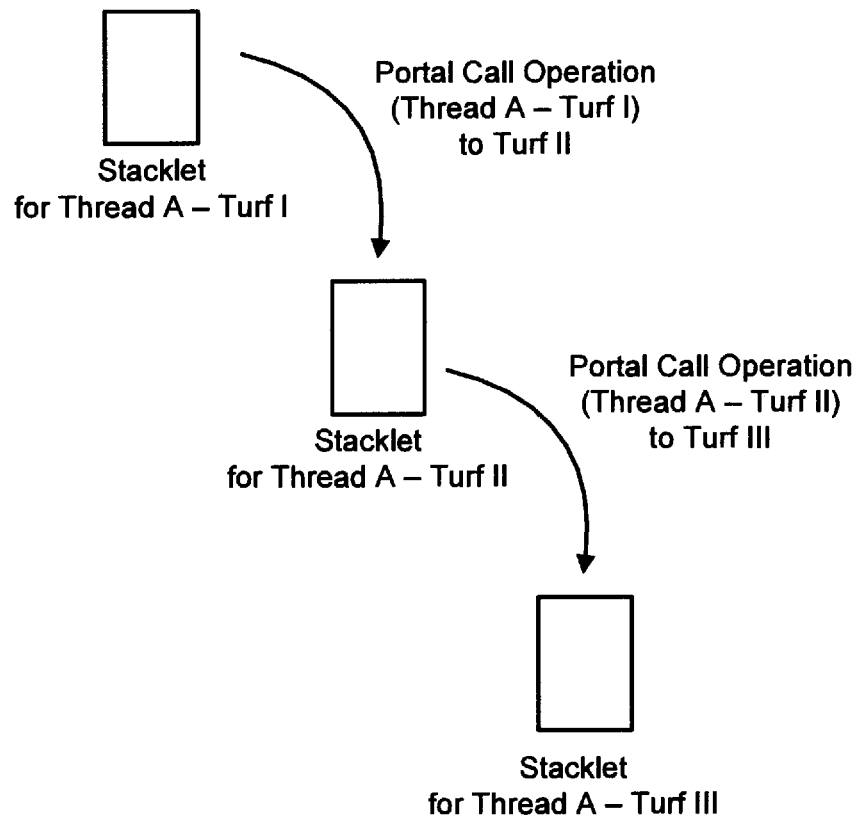 Portal Call Operation
(Thread A – Turf I)
to Turf II
Stacklet
for Thread A – Turf I
Portal Call Operation
(Thread A – Turf II)
to Turf III
Stacklet
for Thread A – Turf II
Stacklet
for Thread A – Turf III